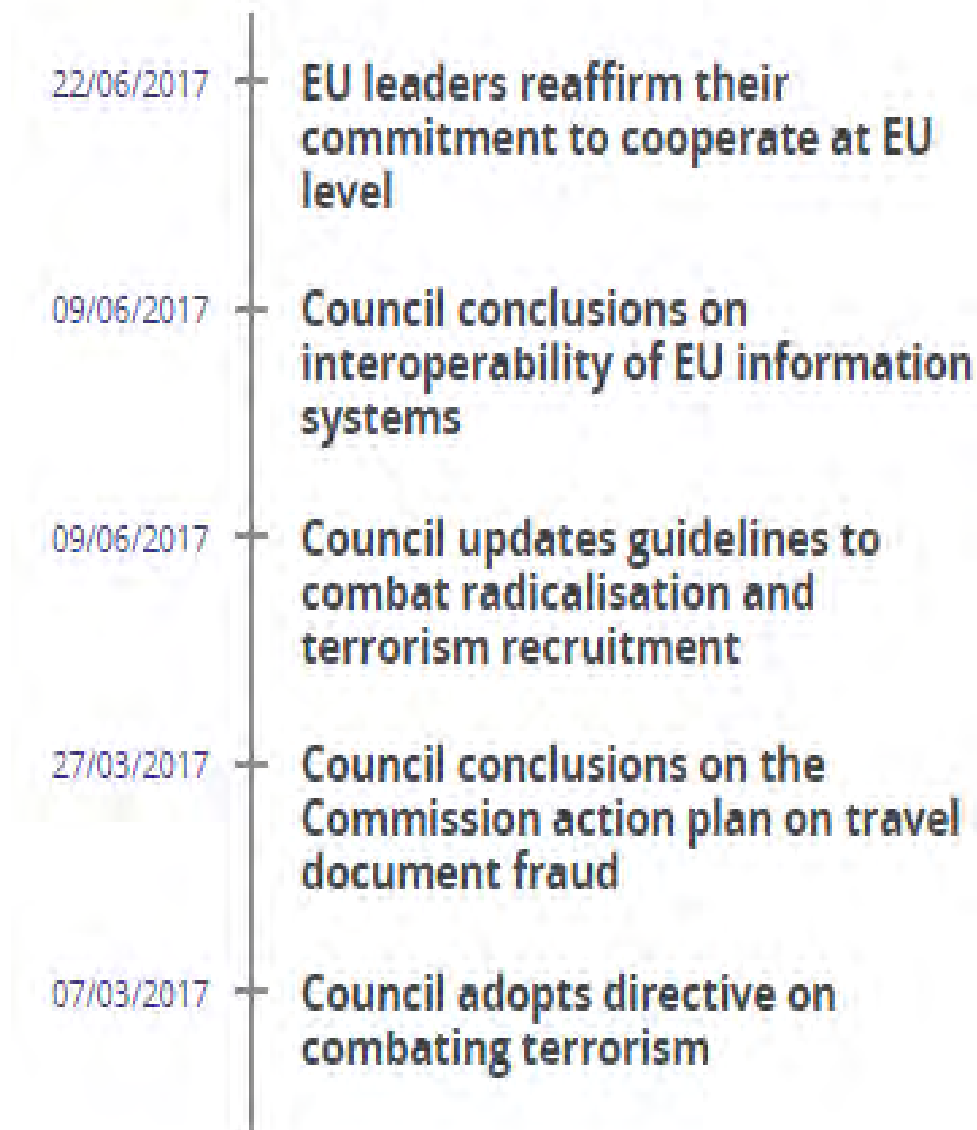 22/06/2017
EU leaders reaffirm their
commitment to cooperate at EU
level
09/06/2017
Council conclusions on
interoperability of EU information
systems
09/06/2017
Council updates guidelines to
combat radicalisation and
terrorism recruitment
27/03/2017
Council conclusions on the
Commission action plan on travel
document fraud
07/03/2017
Council adopts directive on
combating terrorism